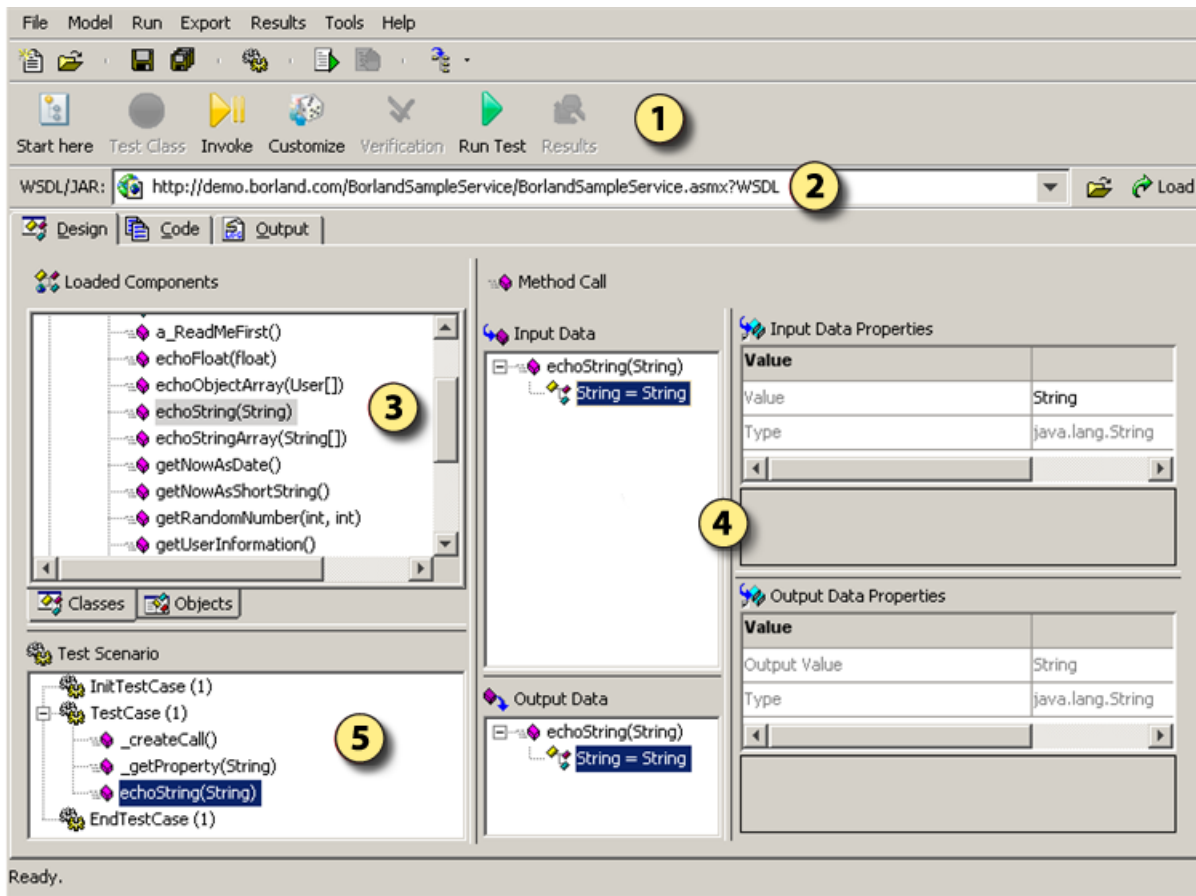 File Model Run Export Results Tools Help
1
Start here Test Class Invoke Customize Verification Run Test Results
WSDL/JAR: http://demo.borland.com/BorlandSampleService/BorlandSampleService.asmx?WSDL 2 Load
Design Code Output
Loaded Components
a_ReadMeFirst()
echoFloat(float)
echoObjectArray(User[])
echoString(String)
3
echoStringArray(String[])
getNowAsDate()
getNowAsShortString()
getRandomNumber(int, int)
getUserInformation()
Classes Objects
Test Scenario
InitTestCase (1)
TestCase (1)
_createCall()
5
_getProperty(String)
echoString(String)
EndTestCase (1)
Method Call
Input Data
echoString(String)
String = String
4
Output Data
echoString(String)
String = String
Input Data Properties
Value
Value String
Type java.lang.String
Output Data Properties
Value
Output Value String
Type java.lang.String
Ready.